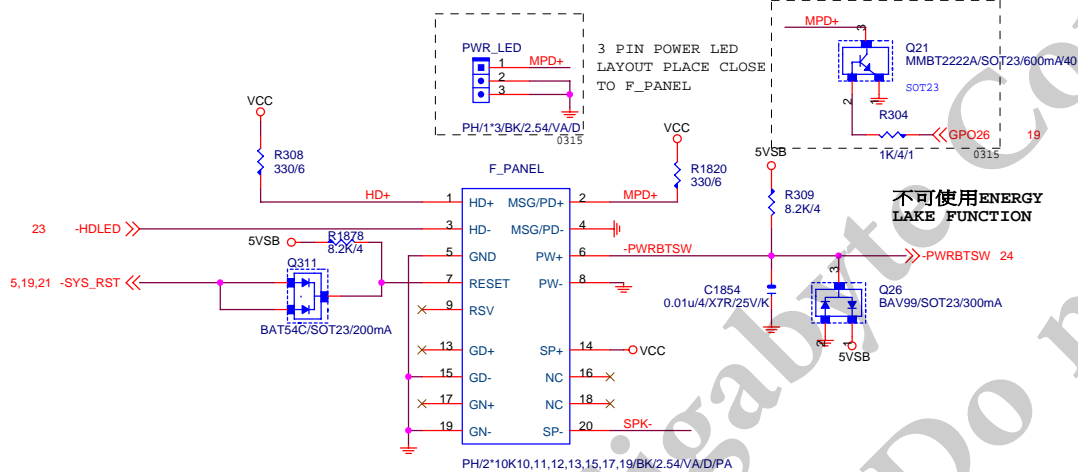 MPD+
3
Q21
MMBT2222A/SOT23/600mA/40
SOT23
2
1
R304
1K/4/1
GPO26 19
0315
PWR_LED
1 MPD+
2
3
3 PIN POWER LED
LAYOUT PLACE CLOSE
TO F_PANEL
PH/1*3/BK/2.54/VA/D
0315
VCC
R308
330/6
VCC
R1820
330/6
5VSB
R309
8.2K/4
不可使用ENERGY
LAKE FUNCTION
F_PANEL
HD+ 1 HD+ MSG/PD+ 2 MPD+
23 -HDLED 3 HD- MSG/PD- 4
5VSB R1878
8.2K/4
5 GND PW+ 6 -PWRBTSW
-PWRBTSW 24
5,19,21 -SYS_RST
Q311
BAT54C/SOT23/200mA
7 RESET PW- 8
9 RSV
C1854
0.01u/4/X7R/25V/K
3
Q26
BAV99/SOT23/300mA
2
1
5VSB
13 GD+ SP+ 14 VCC
15 GD- NC 16
17 GN+ NC 18
19 GN- SP- 20 SPK-
PH/2*10K10,11,12,13,15,17,19/BK/2.54/VA/D/PA
igabyte Co
Do n